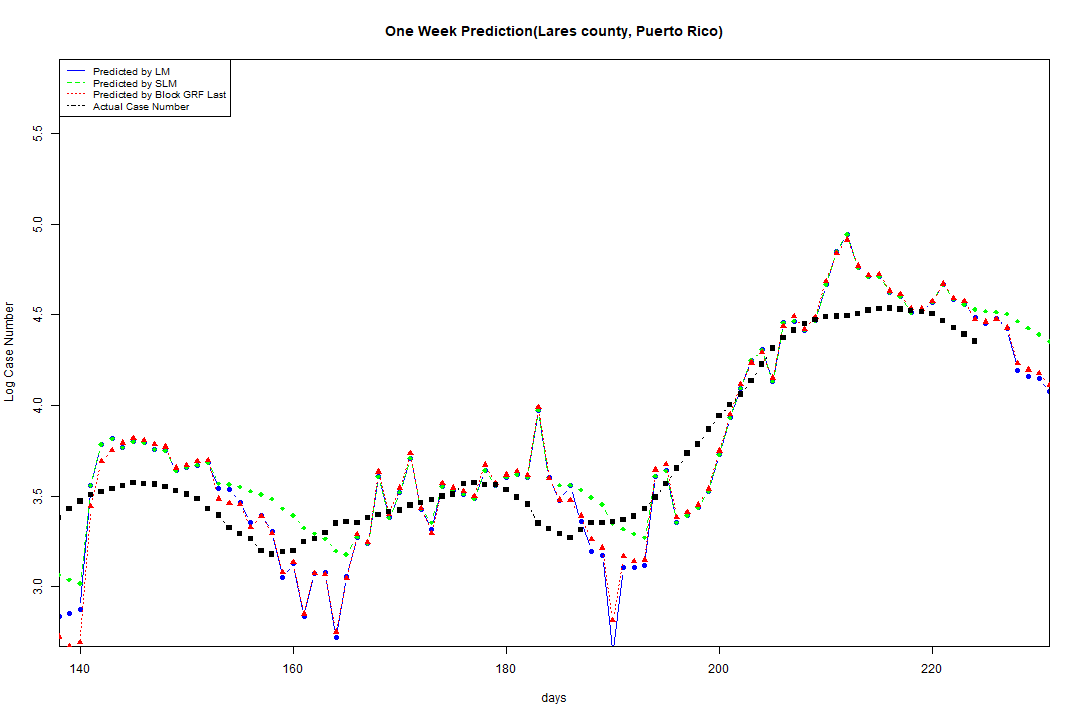 One Week Prediction(Lares county, Puerto Rico)
Predicted by LM
Predicted by SLM
Predicted by Block GRF Last
Actual Case Number
5.5
5.0
4.5
4.0
3.5
3.0
Log Case Number
140 160 180 200 220
days